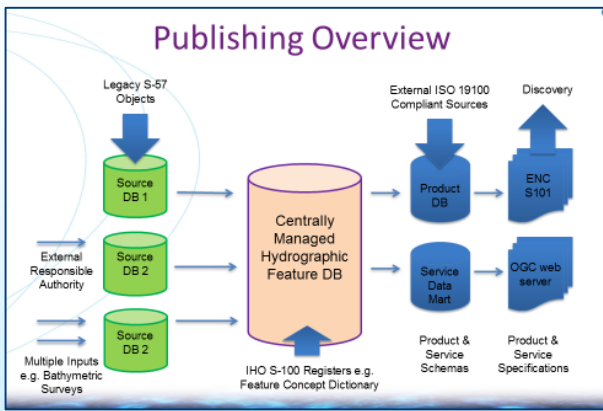 Publishing Overview
Legacy S-57
Objects
External ISO 19100
Compliant Sources
Discovery
Source
DB 1
Product
DB
ENC
S101
Centrally
Managed
Hydrographic
Feature DB
External
Responsible
Authority
Source
DB 2
Service
Data
Mart
OGC web
server
Source
DB 2
Multiple Inputs
e.g. Bathymetric
Surveys
IHO S-100 Registers e.g.
Feature Concept Dictionary
Product &
Service
Schemas
Product &
Service
Specifications